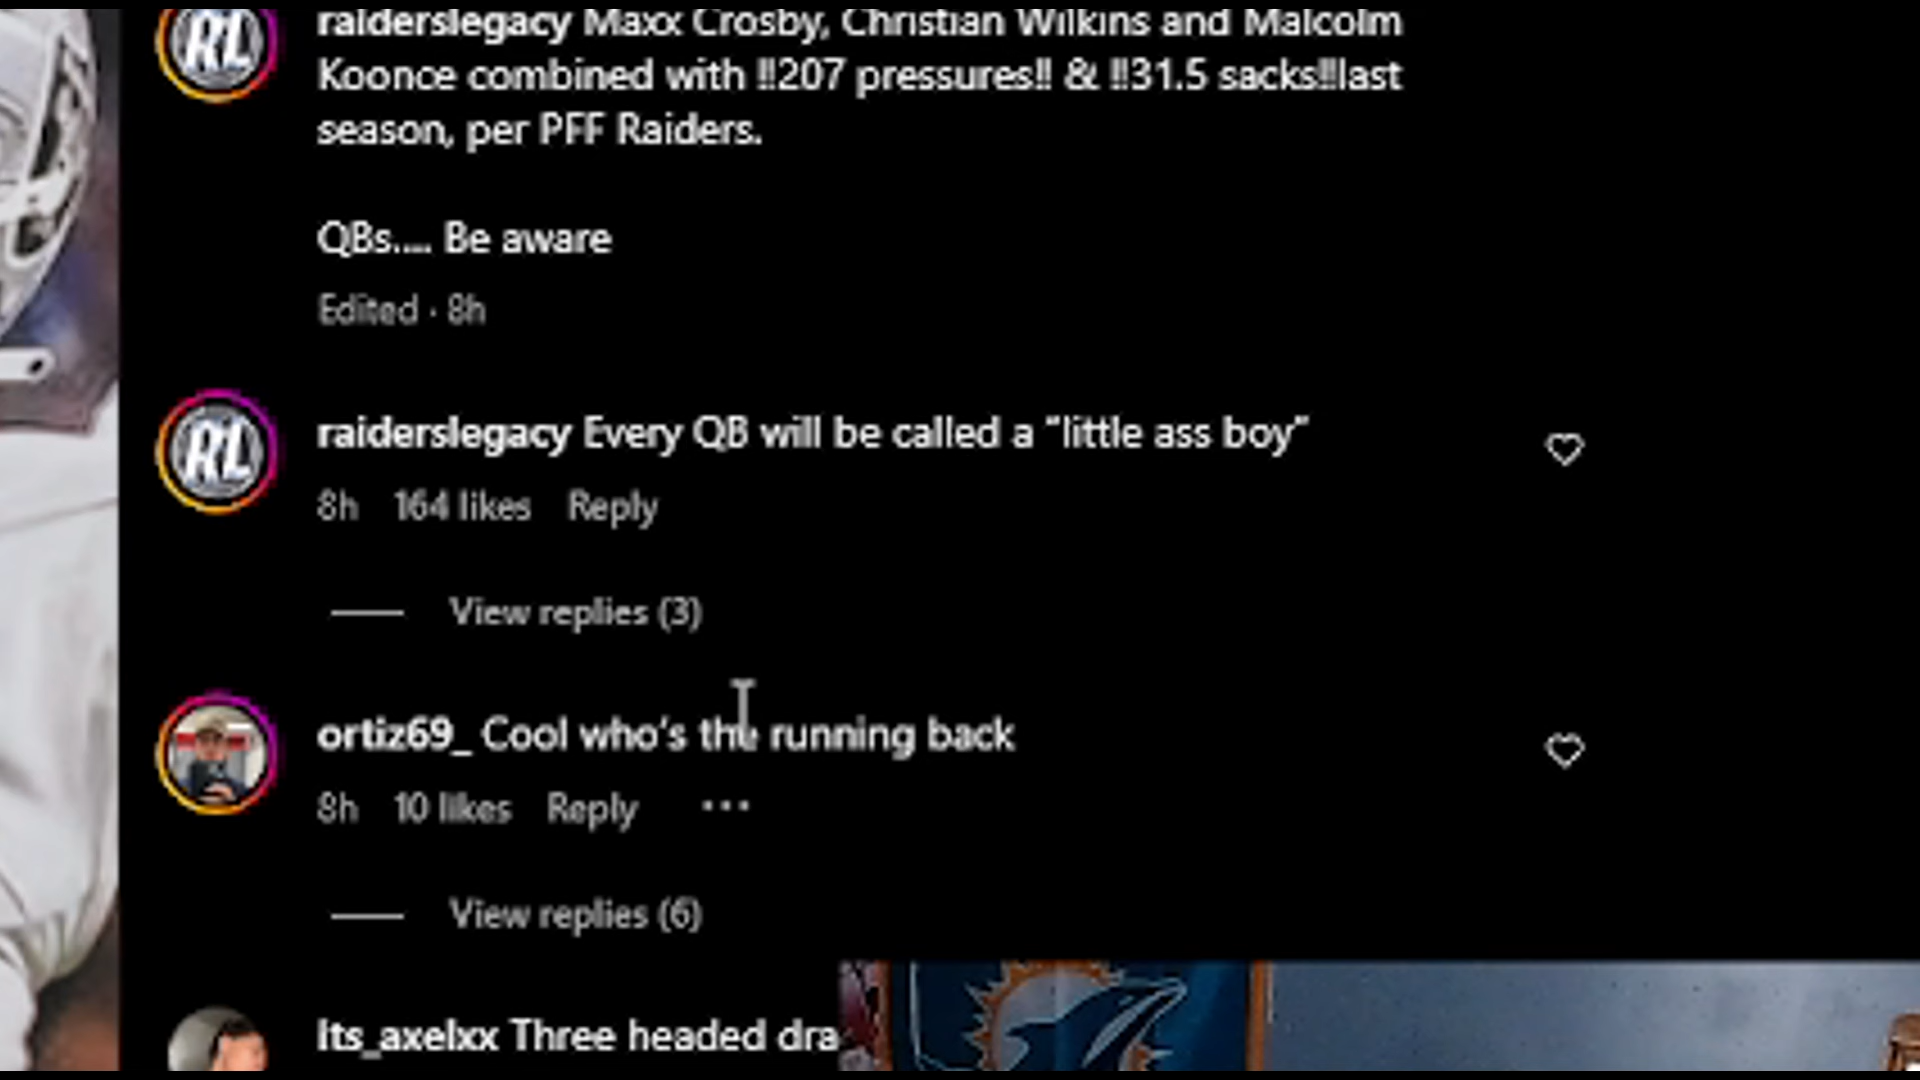 raiderslegacy Maxx Crosby, Christian Wilkins and Malcolm
Koonce combined with ‼207 pressures‼ & ‼31.5 sacks‼last
season, per PFF Raiders.
QBs.... Be aware
Edited · 8h
RL
raiderslegacy Every QB will be called a “little ass boy”
8h 164 likes Reply
View replies (3)
RL
ortiz69_ Cool who's the running back
8h 10 likes Reply ...
View replies (6)
Its_axelxx Three headed dra